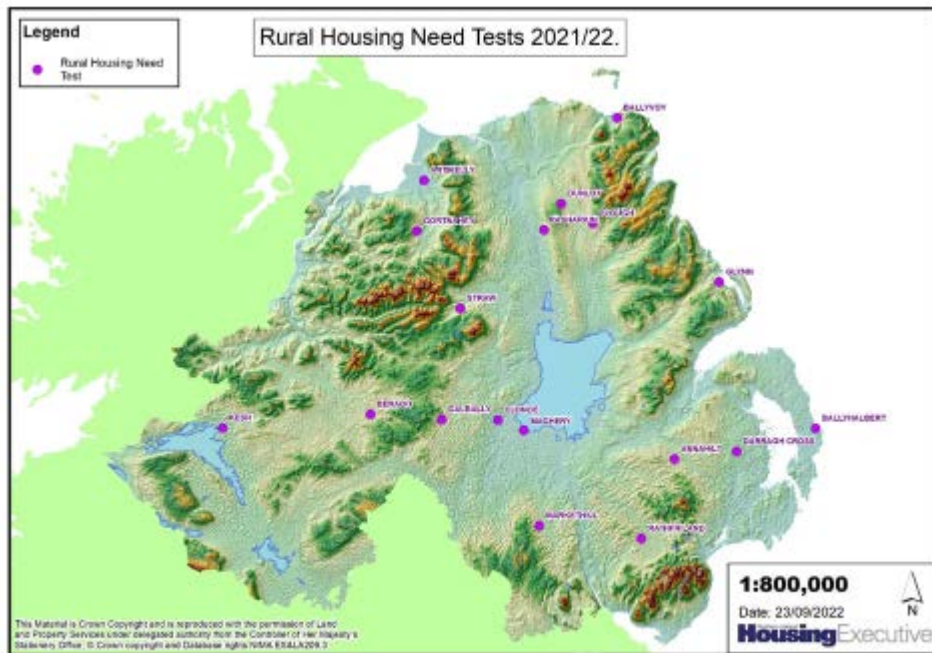 Legend
Rural Housing Need
Test
Rural Housing Need Tests 2021/22.
BALLYVOY
DUNLOY
RASHARKIN
GLYNN
STRAW
BERAGH
GALBALLY
CLONOE
KESH
MAGHERY
BALLYHALBERT
DARRAGH CROSS
ANNAHILT
MARKETHILL
1:800,000
Date: 23/09/2022
N
Housing Executive
This Material is Crown Copyright and is reproduced with the permission of Land
and Property Services under delegated authority from the Controller of Her Majesty's
Stationery Office, © Crown copyright and Database rights NIMA